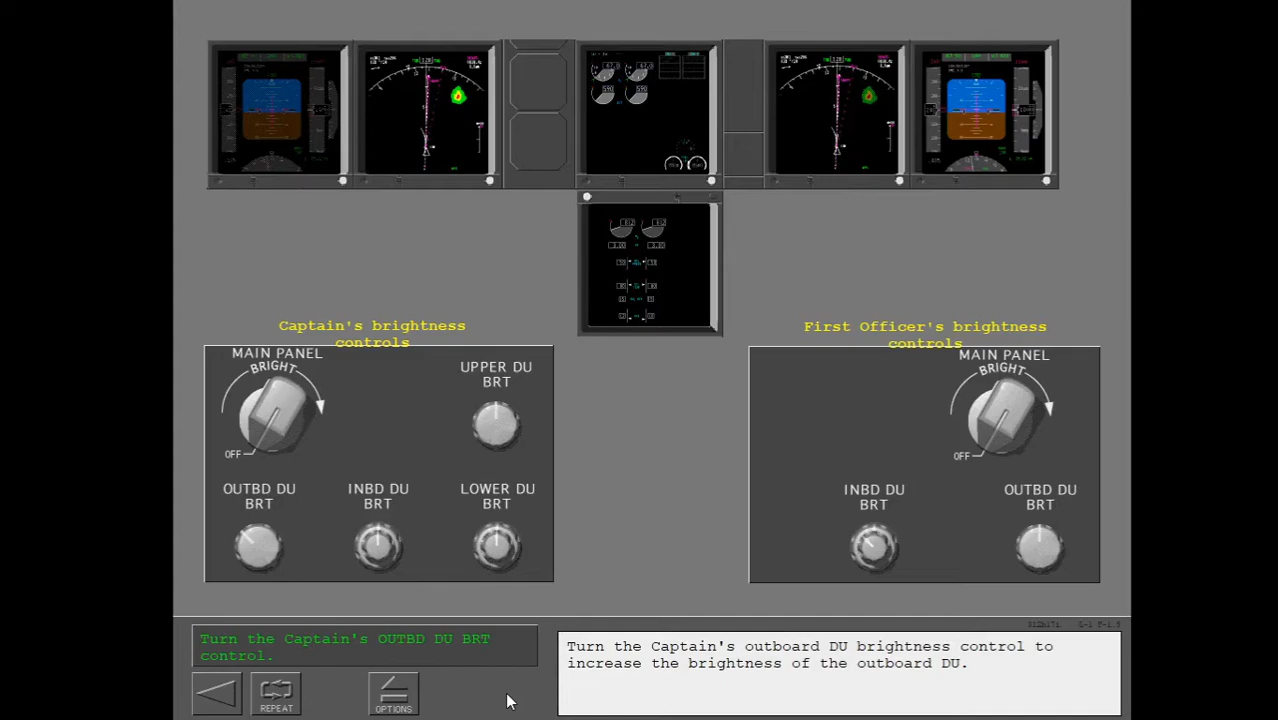 Captain's brightness
controls
First Officer's brightness
controls
MAIN PANEL
BRIGHT
OFF
UPPER DU
BRT
OUTBD DU
BRT
INBD DU
BRT
LOWER DU
BRT
MAIN PANEL
BRIGHT
OFF
INBD DU
BRT
OUTBD DU
BRT
Turn the Captain's OUTBD DU BRT
control.
Turn the Captain's outboard DU brightness control to
increase the brightness of the outboard DU.
REPEAT
OPTIONS